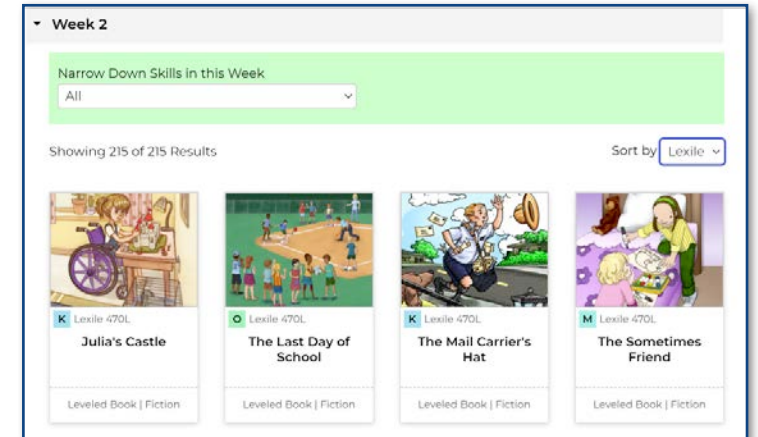 Week 2
Narrow Down Skills in this Week
All
Showing 215 of 215 Results
Sort by Lexile
K Lexile 470L
Julia's Castle
Leveled Book | Fiction
O Lexile 470L
The Last Day of
School
Leveled Book | Fiction
K Lexile 470L
The Mail Carrier's
Hat
Leveled Book | Fiction
M Lexile 470L
The Sometimes
Friend
Leveled Book | Fiction